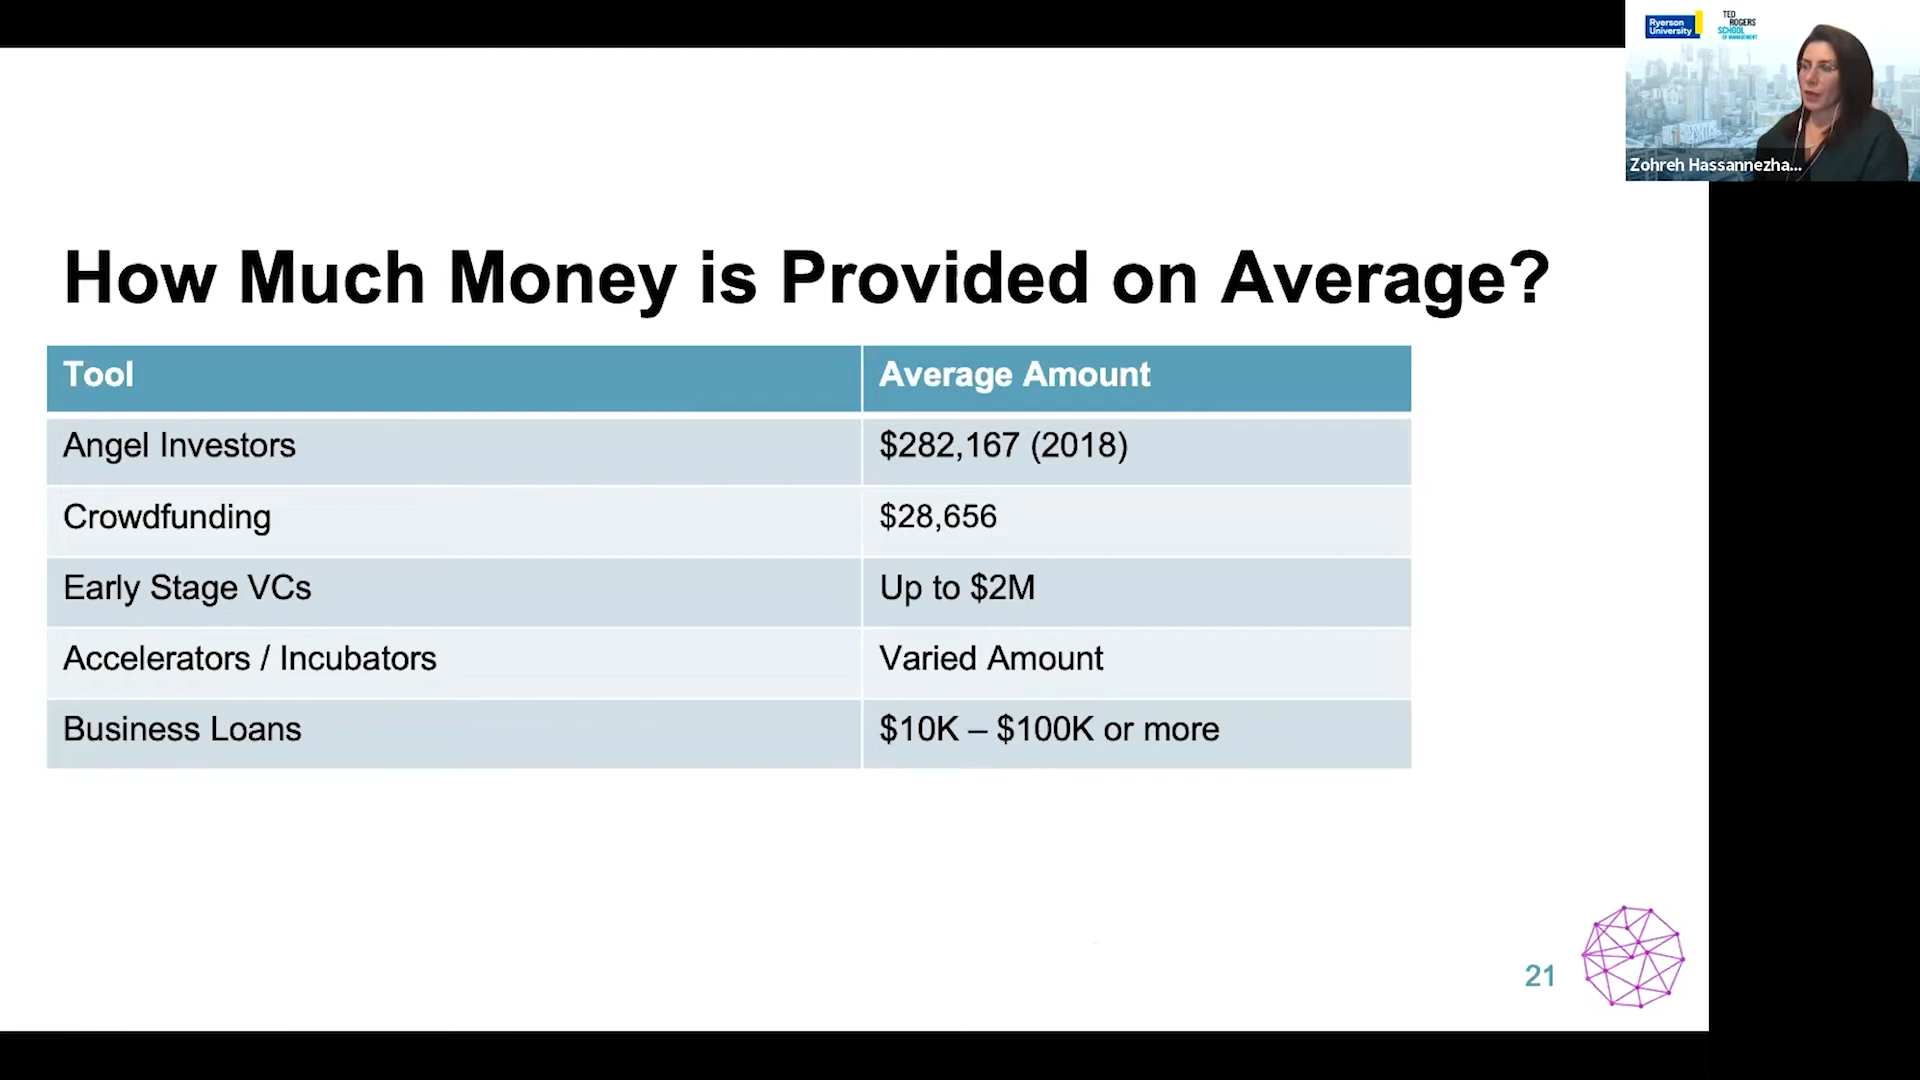 Ryerson
University
TED
ROGERS
SCHOOL
OF MANAGEMENT
Zohreh Hassannezha...
How Much Money is Provided on Average?
Tool Average Amount
Angel Investors $282,167 (2018)
Crowdfunding $28,656
Early Stage VCs Up to $2M
Accelerators / Incubators Varied Amount
Business Loans $10K – $100K or more
21